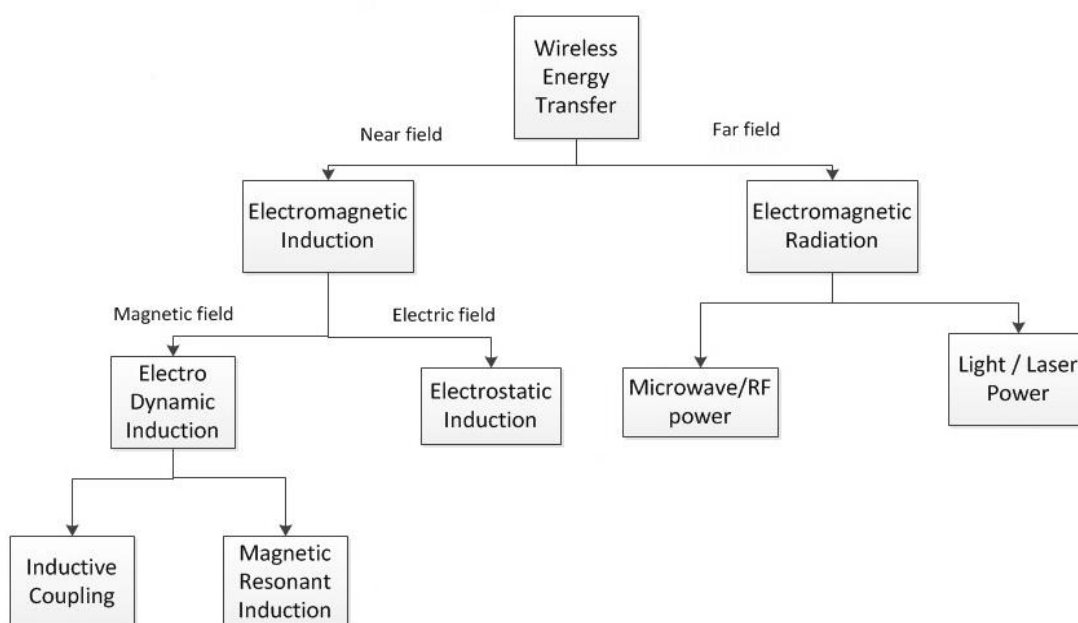 Wireless
Energy
Transfer
Near field
Far field
Electromagnetic
Induction
Electromagnetic
Radiation
Magnetic field
Electric field
Electro
Dynamic
Induction
Electrostatic
Induction
Microwave/RF
power
Light / Laser
Power
Inductive
Coupling
Magnetic
Resonant
Induction